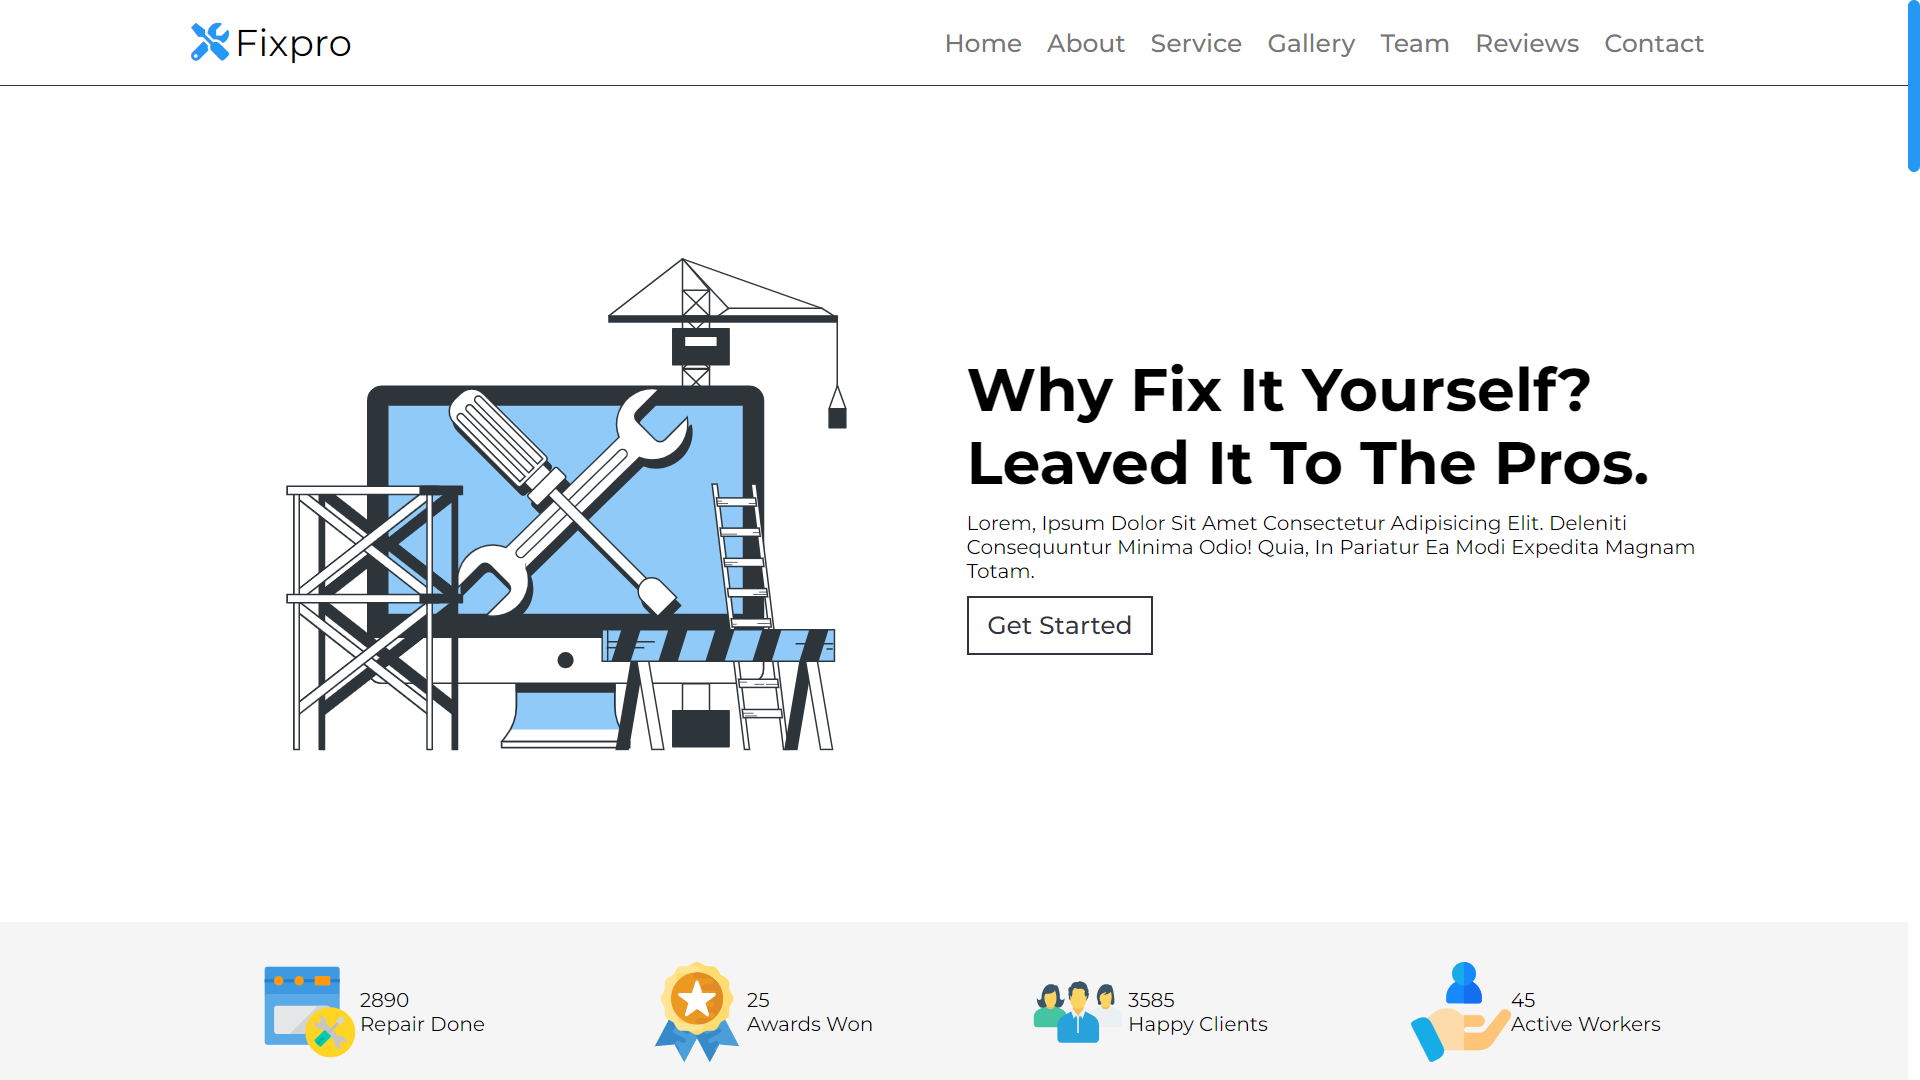 Fixpro
Home About Service Gallery Team Reviews Contact
Why Fix It Yourself?
Leaved It To The Pros.
Lorem, Ipsum Dolor Sit Amet Consectetur Adipisicing Elit. Deleniti
Consequuntur Minima Odio! Quia, In Pariatur Ea Modi Expedita Magnam
Totam.
Get Started
2890
Repair Done
25
Awards Won
3585
Happy Clients
45
Active Workers